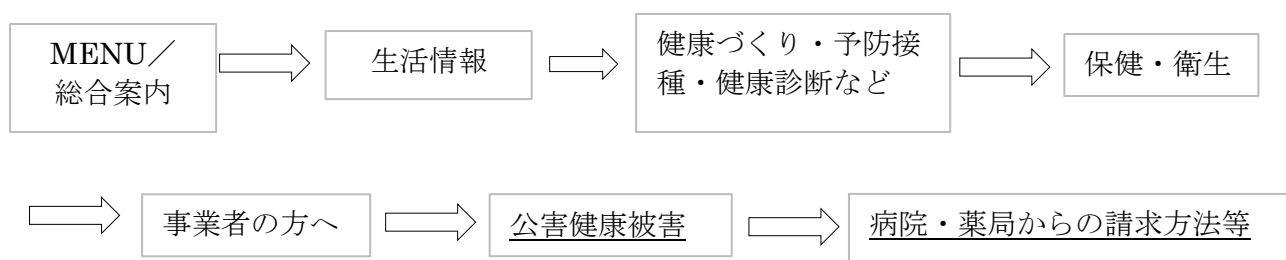 MENU／
総合案内
生活情報
健康づくり・予防接
種・健康診断など
保健・衛生
事業者の方へ
公害健康被害
病院・薬局からの請求方法等